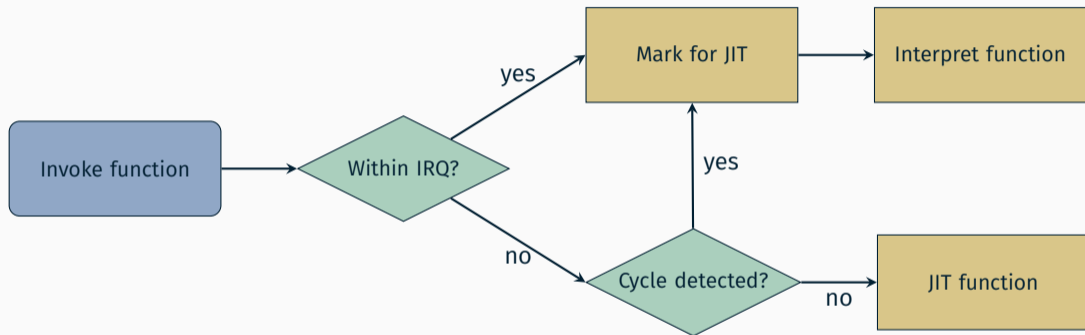 Invoke function
Within IRQ?
yes
no
Mark for JIT
Interpret function
yes
Cycle detected?
no
JIT function